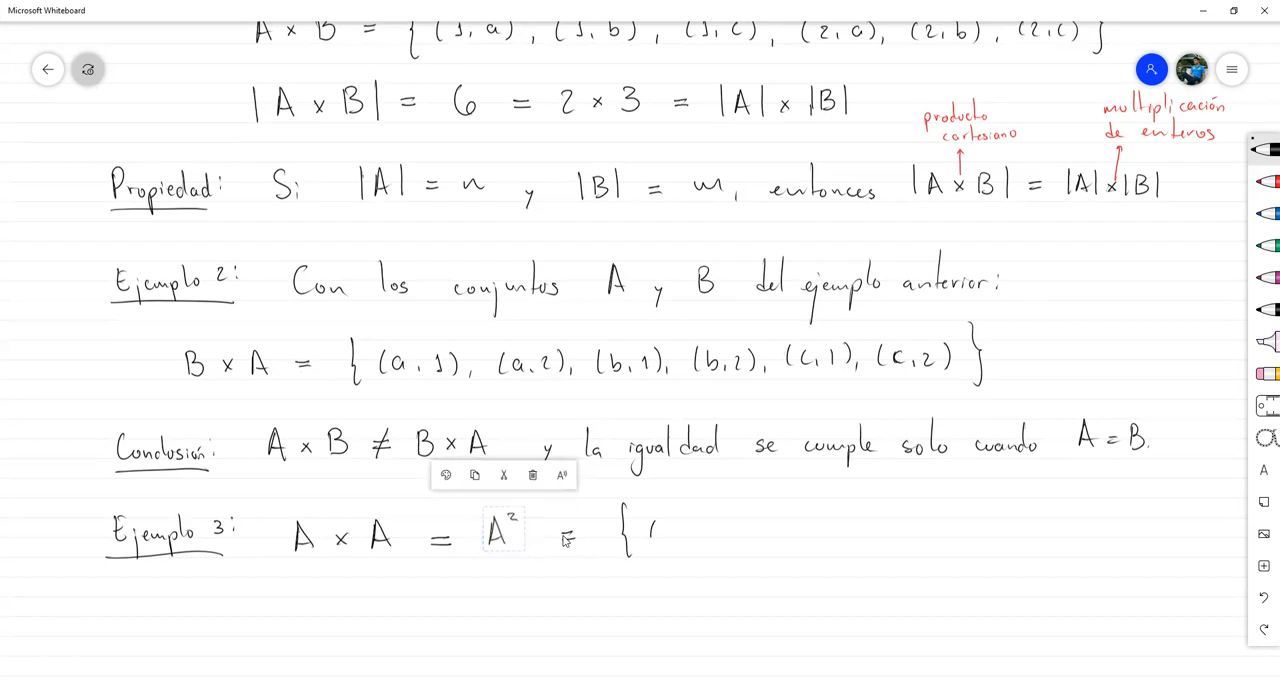 Microsoft Whiteboard
A × B = { (1, a), (1, b), (1, c), (2, a), (2, b), (2, c) }
|A × B| = 6 = 2 × 3 = |A| × |B|
producto cartesiano
multiplicación de enteros
Propiedad: Si |A| = n y |B| = m, entonces |A × B| = |A| × |B|
Ejemplo 2: Con los conjuntos A y B del ejemplo anterior:
B × A = { (a, 1), (a, 2), (b, 1), (b, 2), (c, 1), (c, 2) }
Conclusión: A × B ≠ B × A y la igualdad se cumple solo cuando A = B.
Ejemplo 3: A × A = A² = { (